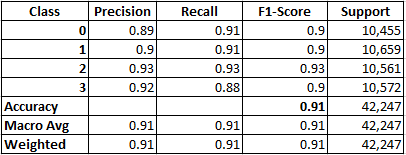 Class Precision Recall F1-Score Support
0 0.89 0.91 0.9 10,455
1 0.9 0.91 0.9 10,659
2 0.93 0.93 0.93 10,561
3 0.92 0.88 0.9 10,572
Accuracy 0.91 42,247
Macro Avg 0.91 0.91 0.91 42,247
Weighted 0.91 0.91 0.91 42,247